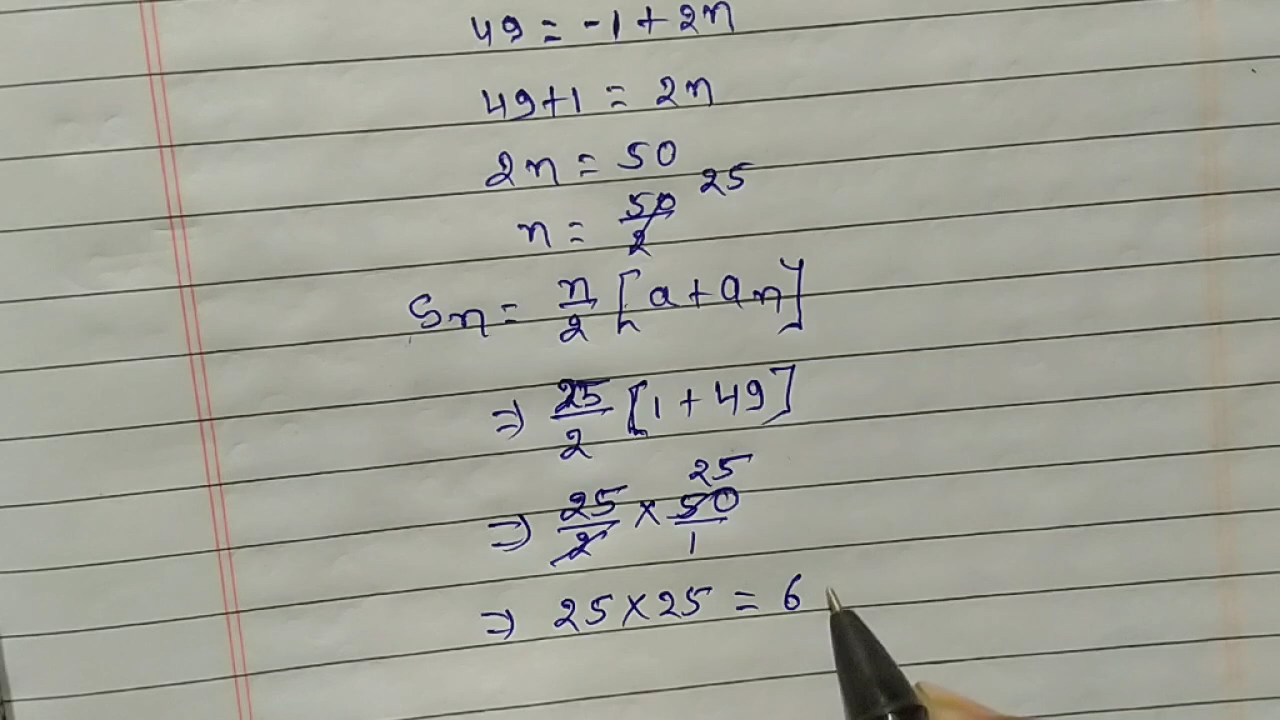 49 = -1 + 2n
49+1 = 2n
2n = 50
n = 50/2 25
Sn = n/2 [a + an]
⇒ 25/2 [1 + 49]
⇒ 25/2 × 50/1 25
⇒ 25×25 = 6